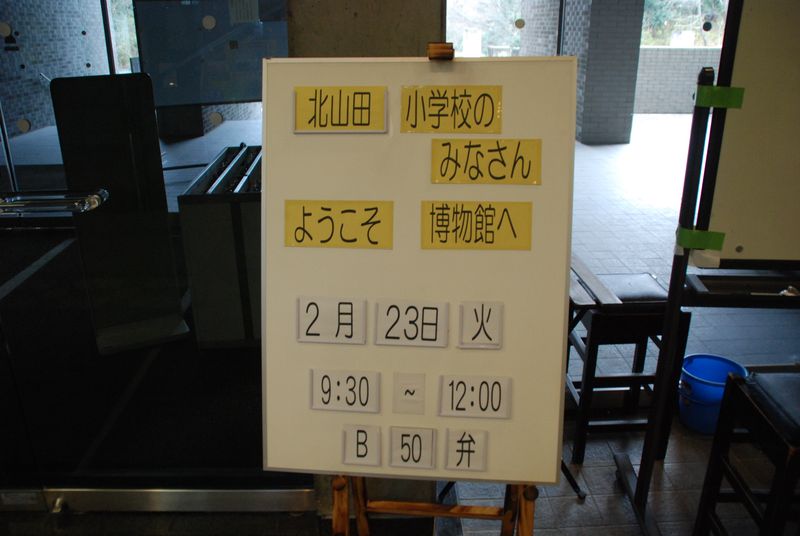 北山田 小学校の
みなさん
ようこそ 博物館へ
2月 23日 火
9:30 ~ 12:00
B 50 弁